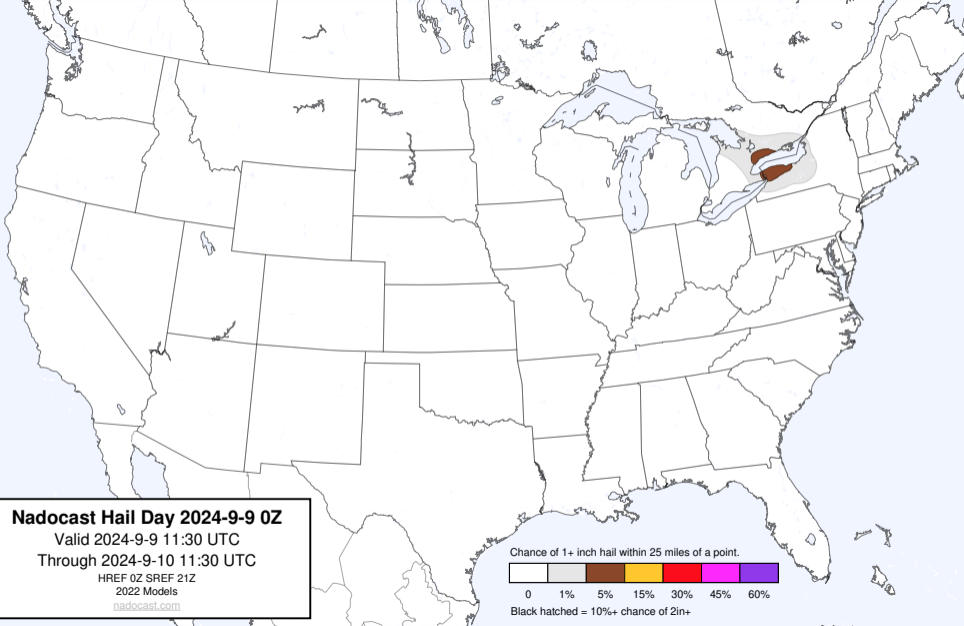 Nadocast Hail Day 2024-9-9 0Z
Valid 2024-9-9 11:30 UTC
Through 2024-9-10 11:30 UTC
HREF 0Z SREF 21Z
2022 Models
nadocast.com
Chance of 1+ inch hail within 25 miles of a point.
0 1% 5% 15% 30% 45% 60%
Black hatched = 10%+ chance of 2in+